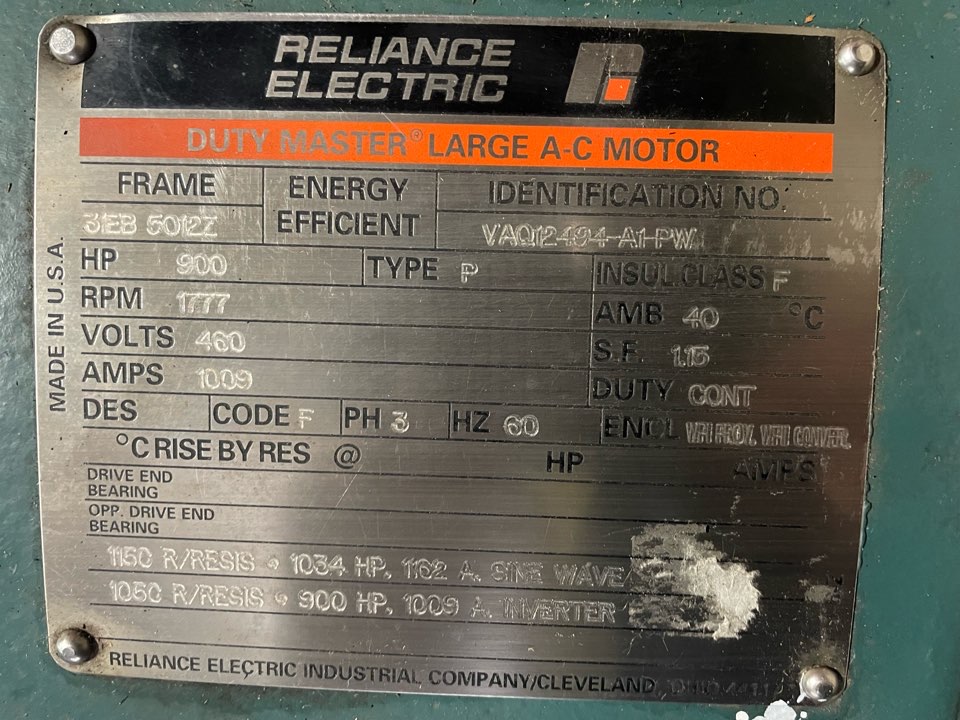 RELIANCE
ELECTRIC
DUTY MASTER® LARGE A-C MOTOR
FRAME ENERGY IDENTIFICATION NO.
31EB 5012Z EFFICIENT VAQ12494-A1-PW
HP 900 TYPE P INSUL.CLASS F
RPM 1777 AMB 40 °C
VOLTS 460 S.F. 1.15
AMPS 1009 DUTY CONT
DES CODE F PH 3 HZ 60 ENCL
°C RISE BY RES @ HP AMPS
DRIVE END
BEARING
OPP. DRIVE END
BEARING
1150 R/RESIS @ 1034 HP, 1162 A. SINE WAVE/
1050 R/RESIS @ 900 HP, 1009 A. INVERTER
RELIANCE ELECTRIC INDUSTRIAL COMPANY/CLEVELAND, OHIO
MADE IN U.S.A.